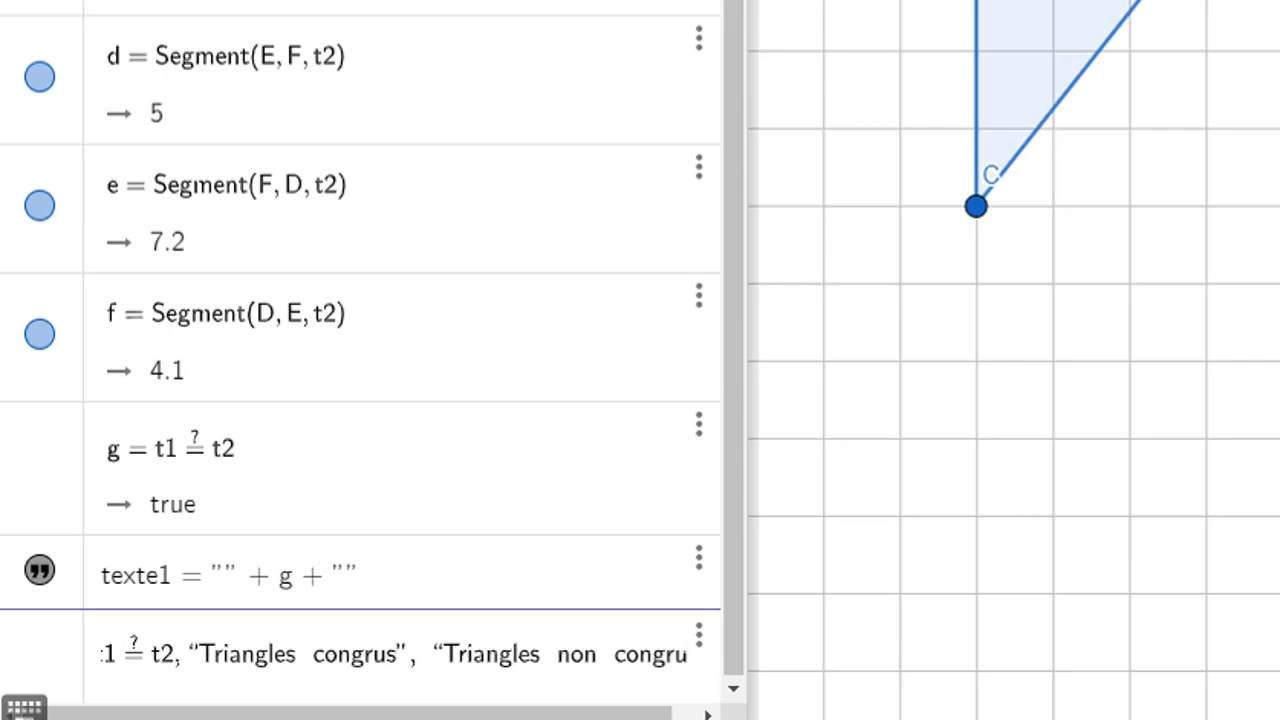 d = Segment(E, F, t2)
→ 5
e = Segment(F, D, t2)
→ 7.2
C
f = Segment(D, E, t2)
→ 4.1
g = t1 ≟ t2
→ true
texte1 = "" + g + ""
:1 ≟ t2, "Triangles congrus", "Triangles non congru